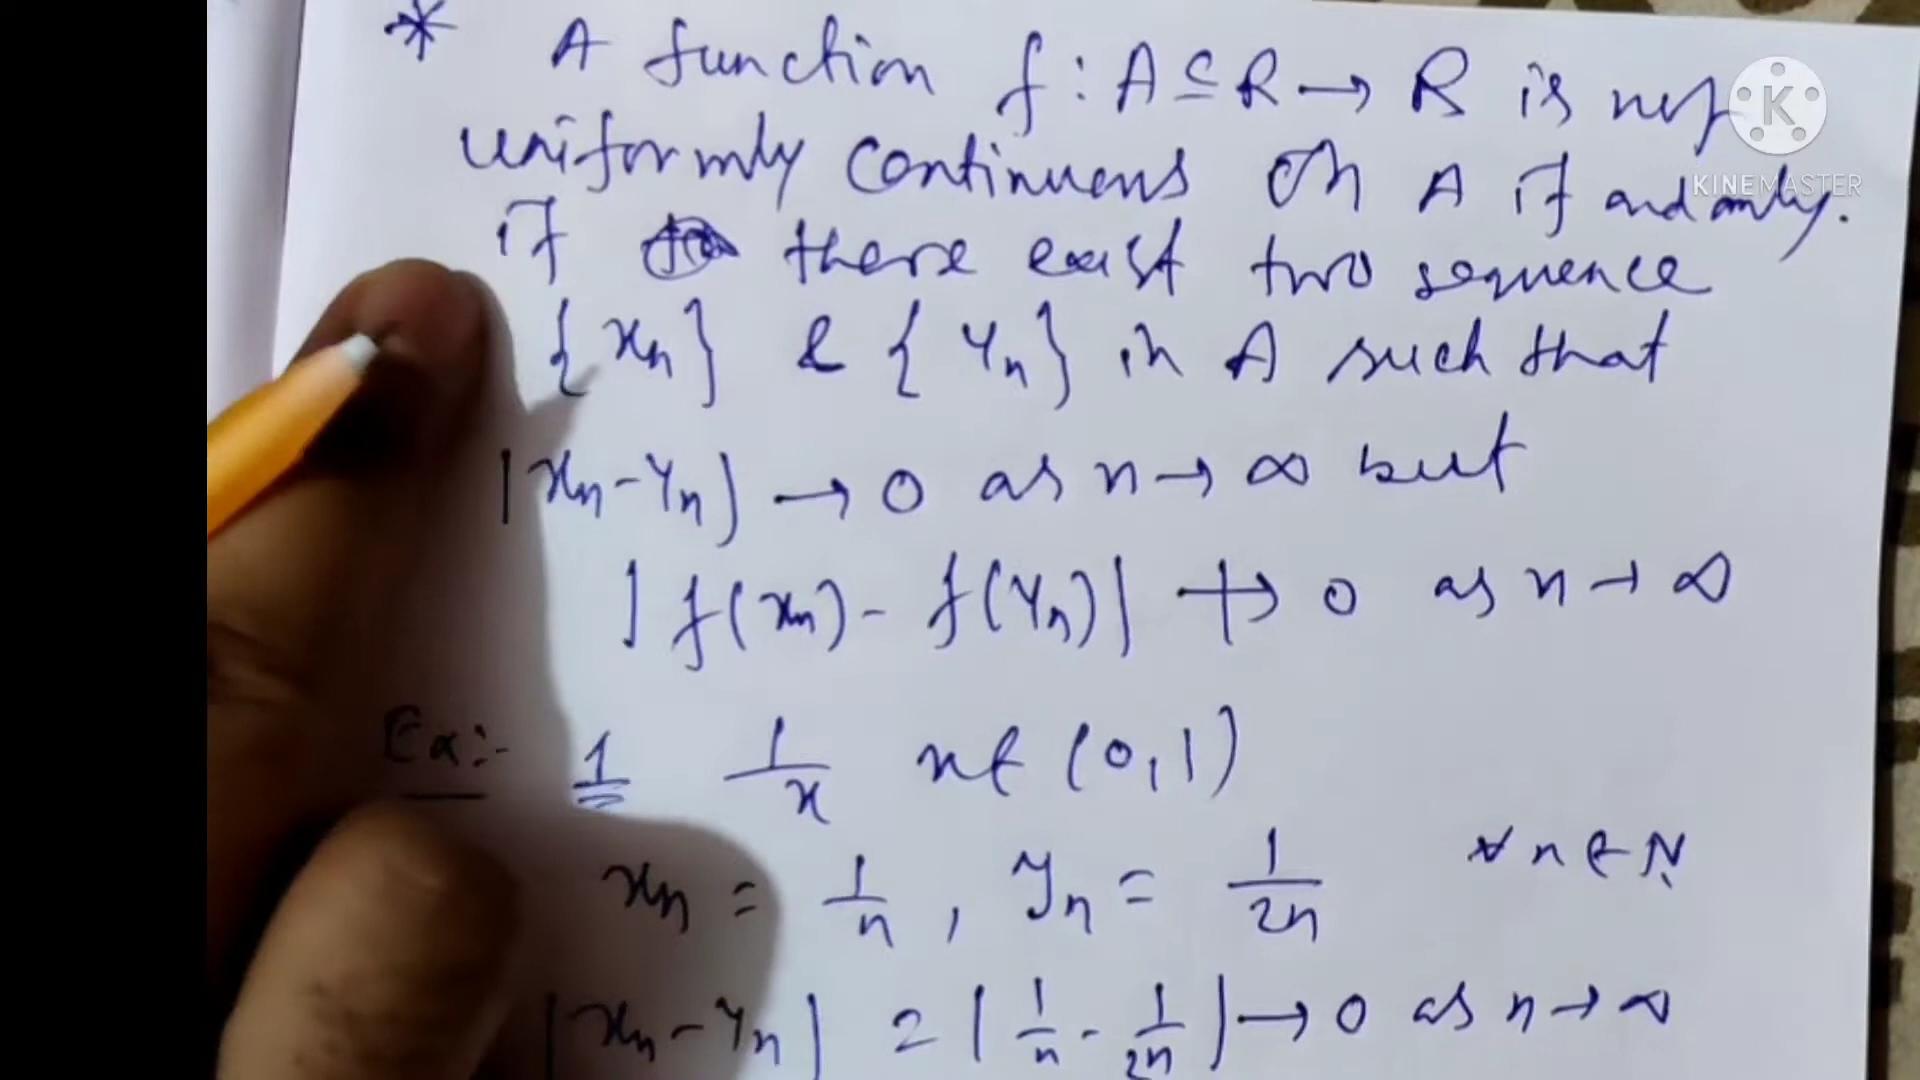 * A function f : A ⊆ R → R is not
uniformly continuous on A if and only.
if there exist two sequence
{xn} & {yn} in A such that
|xn - yn| → 0 as n → ∞ but
|f(xn) - f(yn)| ↛ 0 as n → ∞
Ex:- 1 1/x x ∈ (0,1)
xn = 1/n , yn = 1/2n ∀ n ∈ N
|xn - yn| = |1/n - 1/2n| → 0 as n → ∞
K
KINEMASTER